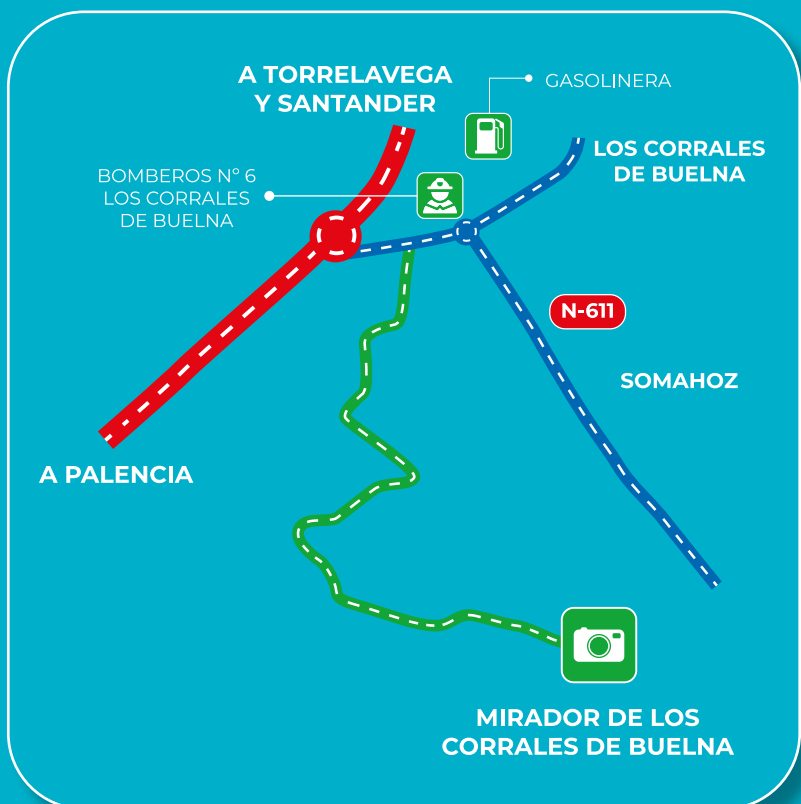 A TORRELAVEGA
Y SANTANDER
GASOLINERA
LOS CORRALES
DE BUELNA
BOMBEROS Nº 6
LOS CORRALES
DE BUELNA
N-611
SOMAHOZ
A PALENCIA
MIRADOR DE LOS
CORRALES DE BUELNA